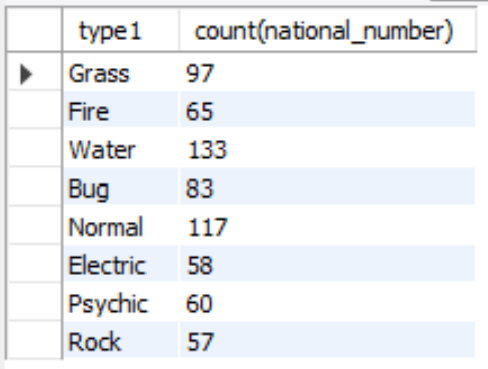 type1 count(national_number)
Grass 97
Fire 65
Water 133
Bug 83
Normal 117
Electric 58
Psychic 60
Rock 57